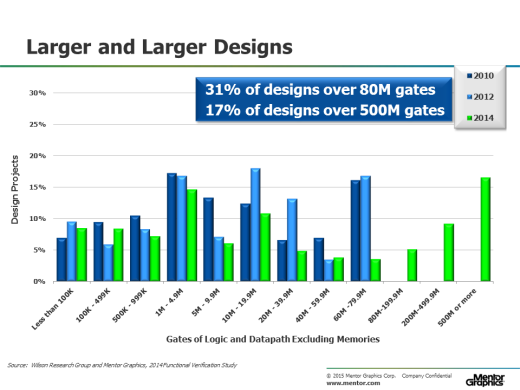 Larger and Larger Designs
31% of designs over 80M gates
17% of designs over 500M gates
2010
2012
2014
30%
25%
20%
15%
10%
5%
0%
Design Projects
Less than 100K
100K - 499K
500K - 999K
1M - 4.9M
5M - 9.9M
10M - 19.9M
20M - 39.9M
40M - 59.9M
60M -79.9M
80M-199.9M
200M-499.9M
500M or more
Gates of Logic and Datapath Excluding Memories
Source: Wilson Research Group and Mentor Graphics, 2014 Functional Verification Study
© 2015 Mentor Graphics Corp. Company Confidential
www.mentor.com
Mentor
Graphics